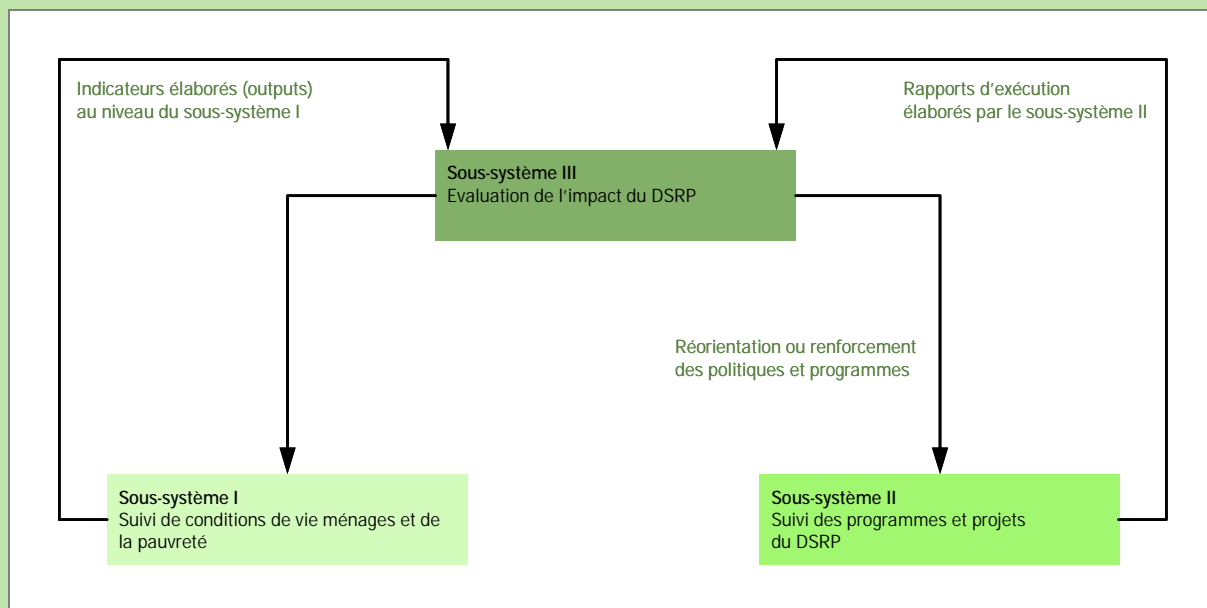 Indicateurs élaborés (outputs)
au niveau du sous-système I
Rapports d'exécution
élaborés par le sous-système II
Sous-système III
Evaluation de l'impact du DSRP
Réorientation ou renforcement
des politiques et programmes
Sous-système I
Suivi de conditions de vie ménages et de
la pauvreté
Sous-système II
Suivi des programmes et projets
du DSRP